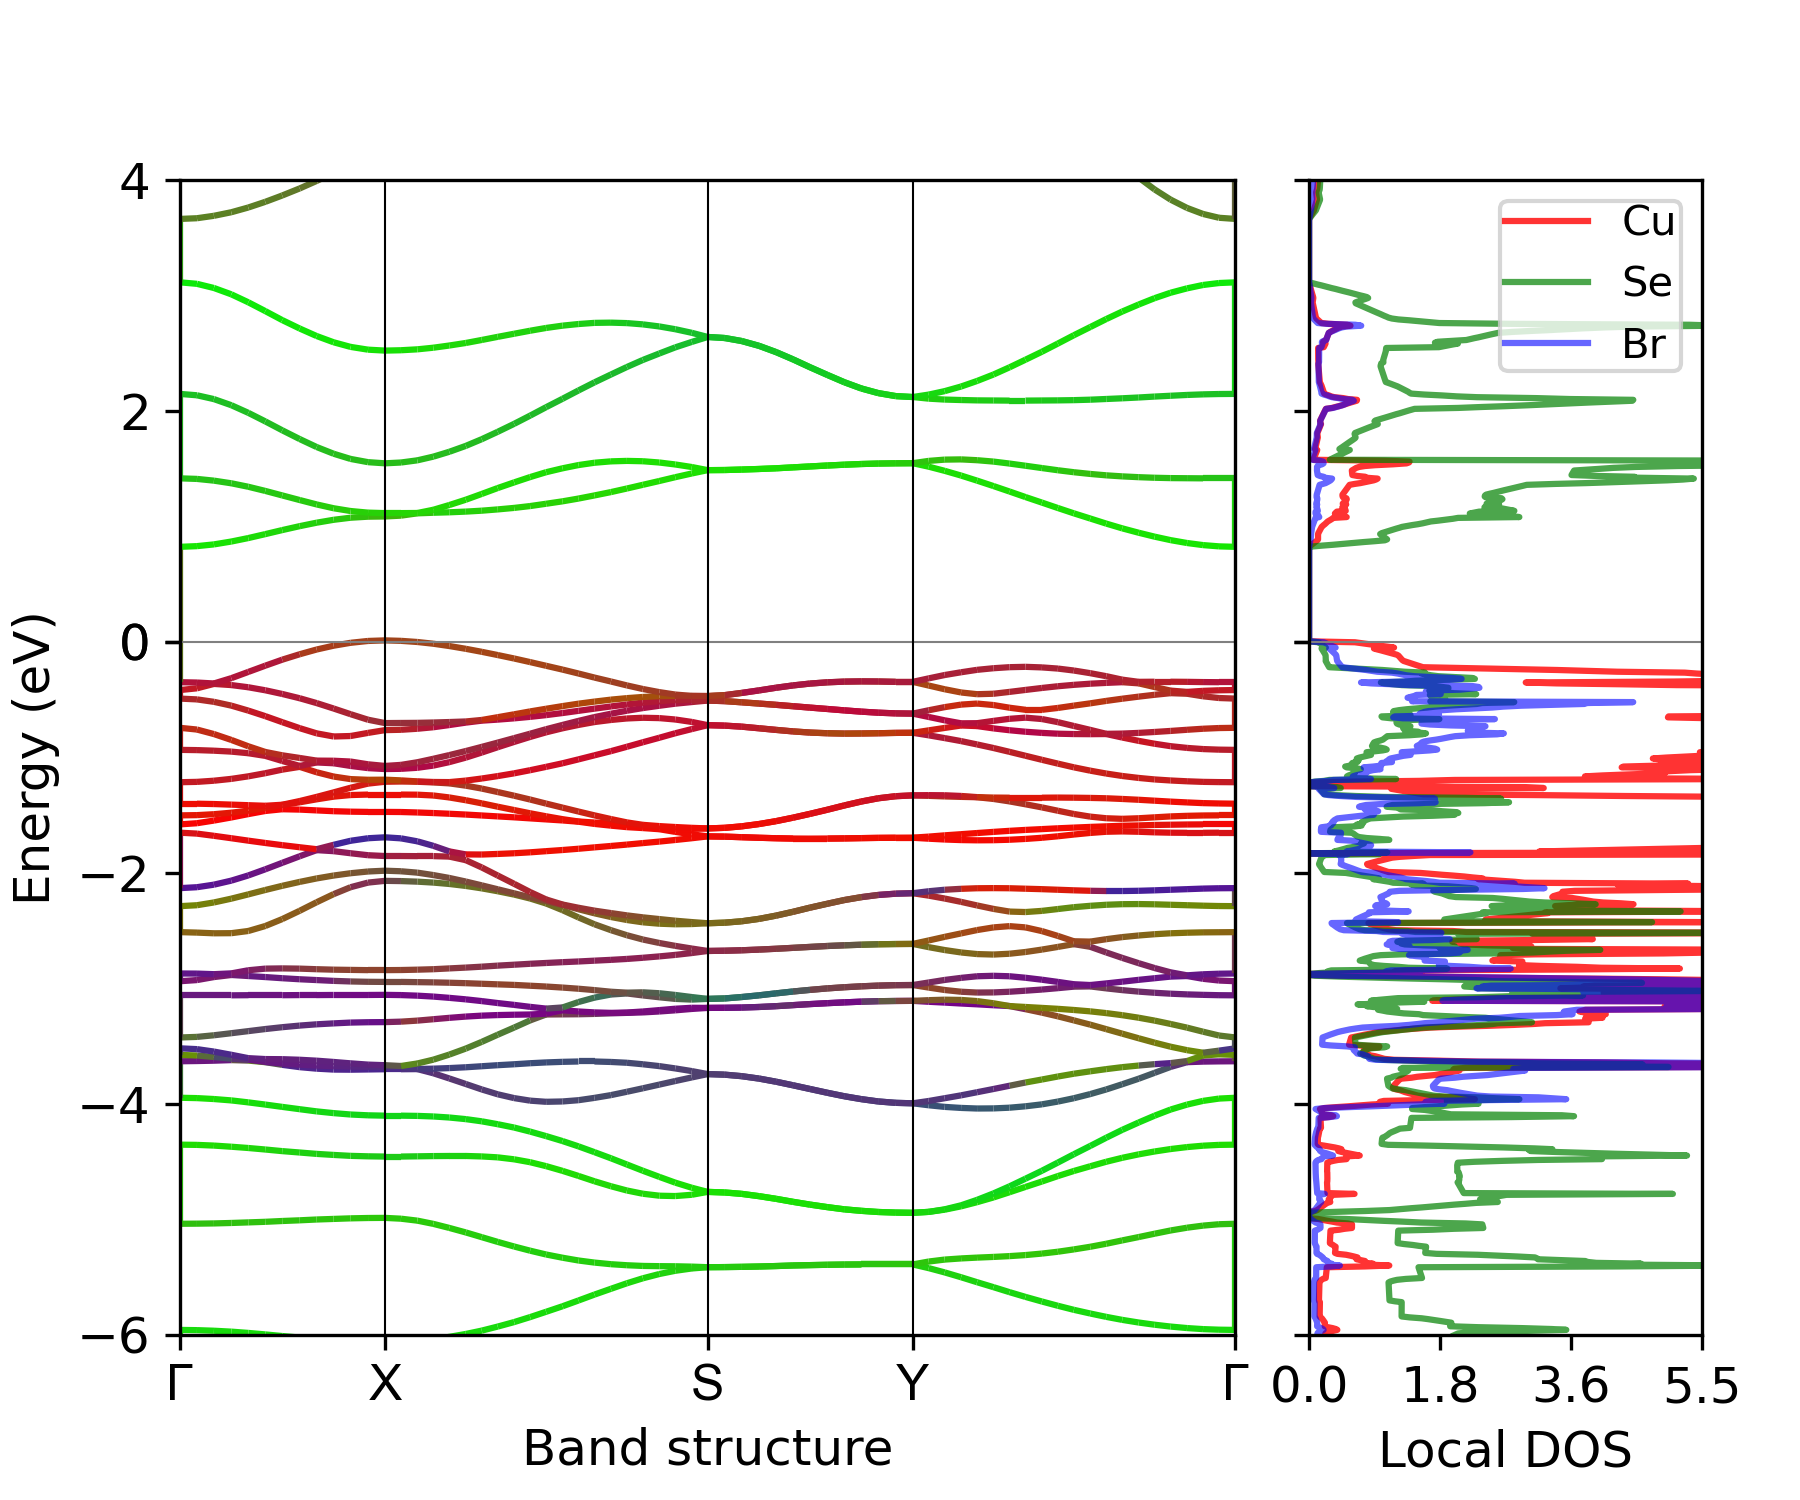 4
2
0
−2
−4
−6
Energy (eV)
Γ X S Y Γ
Band structure
Cu
Se
Br
0.0 1.8 3.6 5.5
Local DOS